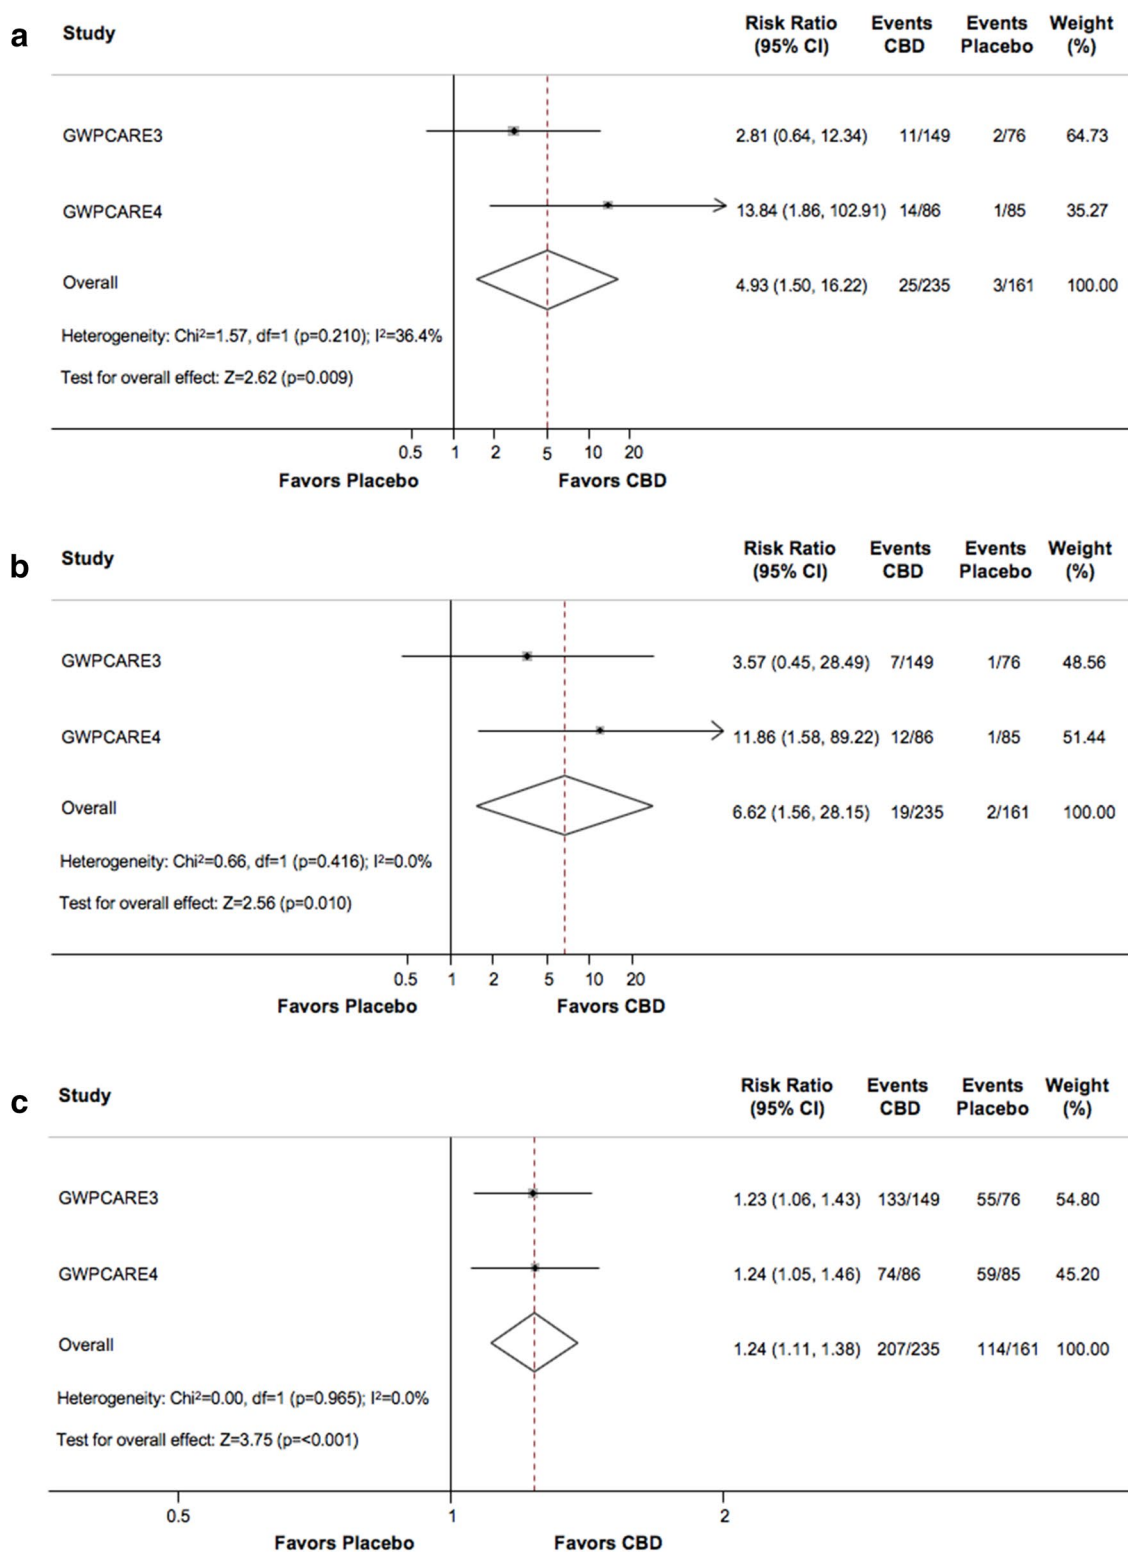 a
Study Risk Ratio Events Events Weight
(95% CI) CBD Placebo (%)
GWPCARE3 2.81 (0.64, 12.34) 11/149 2/76 64.73
GWPCARE4 13.84 (1.86, 102.91) 14/86 1/85 35.27
Overall 4.93 (1.50, 16.22) 25/235 3/161 100.00
Heterogeneity: Chi²=1.57, df=1 (p=0.210); I²=36.4%
Test for overall effect: Z=2.62 (p=0.009)
0.5 1 2 5 10 20
Favors Placebo Favors CBD
b
Study Risk Ratio Events Events Weight
(95% CI) CBD Placebo (%)
GWPCARE3 3.57 (0.45, 28.49) 7/149 1/76 48.56
GWPCARE4 11.86 (1.58, 89.22) 12/86 1/85 51.44
Overall 6.62 (1.56, 28.15) 19/235 2/161 100.00
Heterogeneity: Chi²=0.66, df=1 (p=0.416); I²=0.0%
Test for overall effect: Z=2.56 (p=0.010)
0.5 1 2 5 10 20
Favors Placebo Favors CBD
c
Study Risk Ratio Events Events Weight
(95% CI) CBD Placebo (%)
GWPCARE3 1.23 (1.06, 1.43) 133/149 55/76 54.80
GWPCARE4 1.24 (1.05, 1.46) 74/86 59/85 45.20
Overall 1.24 (1.11, 1.38) 207/235 114/161 100.00
Heterogeneity: Chi²=0.00, df=1 (p=0.965); I²=0.0%
Test for overall effect: Z=3.75 (p=<0.001)
0.5 1 2
Favors Placebo Favors CBD